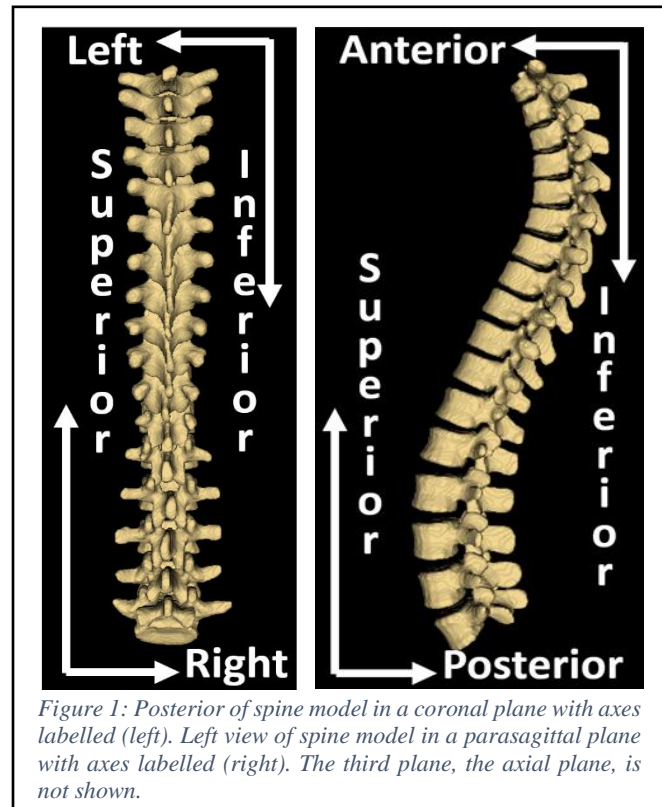 Left
Superior
Inferior
Right
Anterior
Superior
Inferior
Posterior
Figure 1: Posterior of spine model in a coronal plane with axes
labelled (left). Left view of spine model in a parasagittal plane
with axes labelled (right). The third plane, the axial plane, is
not shown.